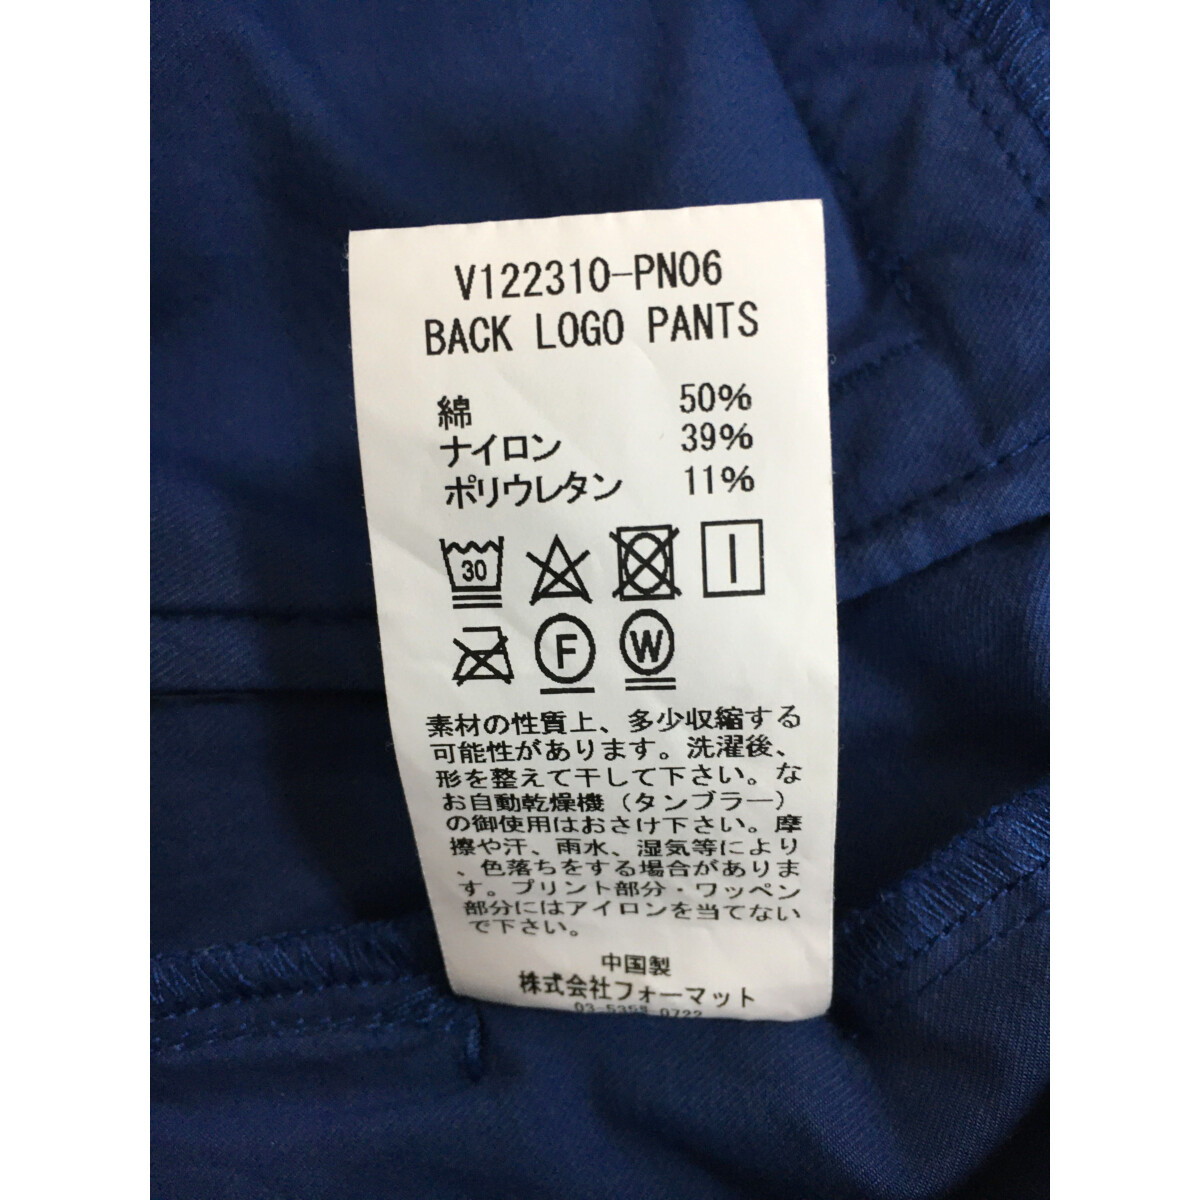 V122310-PN06
BACK LOGO PANTS
綿 50%
ナイロン 39%
ポリウレタン 11%
30
F W
素材の性質上、多少収縮する
可能性があります。洗濯後、
形を整えて干して下さい。な
お自動乾燥機（タンブラー）
の御使用はおさけ下さい。摩
擦や汗、雨水、湿気等により
、色落ちをする場合がありま
す。プリント部分・ワッペン
部分にはアイロンを当てない
で下さい。
中国製
株式会社フォーマット
03-5358-0722